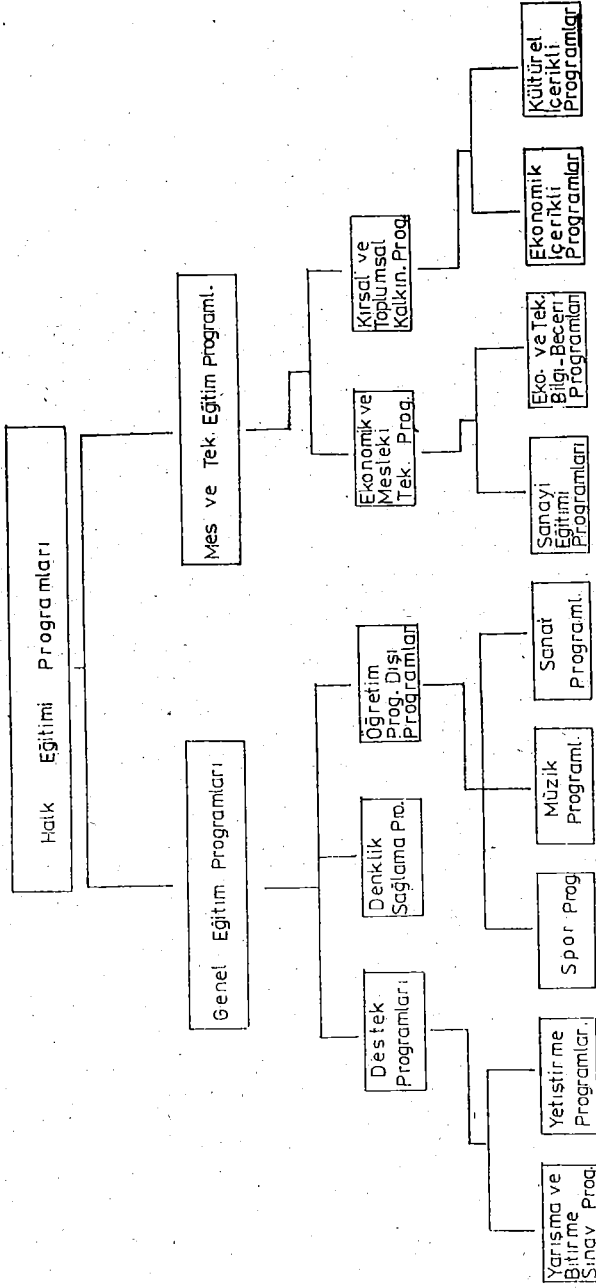 Halk Eğitimi Programları
Genel Eğitim Programları
Mes ve Tek. Eğitim Programl.
Destek
Programları
Denklik
Sağlama Pro.
Öğretim
Prog. Dışı
Programlar
Ekonomik ve
Mesleki
Tek. Prog.
Kırsal ve
Toplumsal
Kalkın. Prog.
Yarışma ve
Bitirme
Sınav Prog.
Yetiştirme
Programlar.
Spor Prog.
Müzik
Programl.
Sanat
Programl.
Sanayi
Eğitimi
Programları
Eko. ve Tek.
Bilgi-Beceri
Programları
Ekonomik
İçerikli
Programlar
Kültürel
İçerikli
Programlar